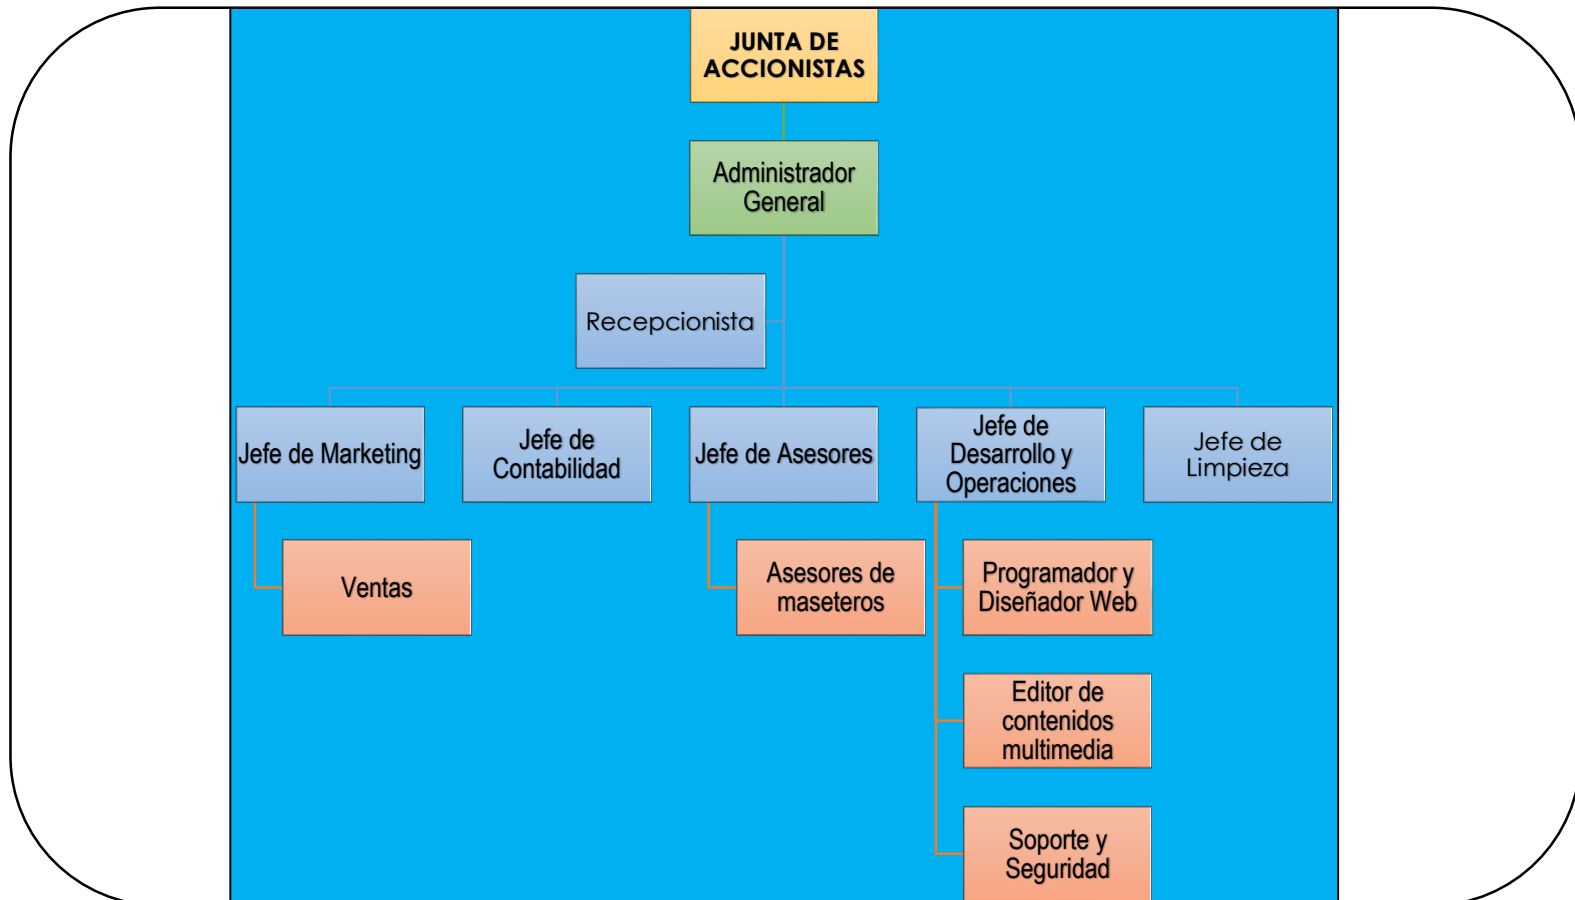 JUNTA DE
ACCIONISTAS
Administrador
General
Recepcionista
Jefe de Marketing
Jefe de
Contabilidad
Jefe de Asesores
Jefe de
Desarrollo y
Operaciones
Jefe de
Limpieza
Ventas
Asesores de
maseteros
Programador y
Diseñador Web
Editor de
contenidos
multimedia
Soporte y
Seguridad